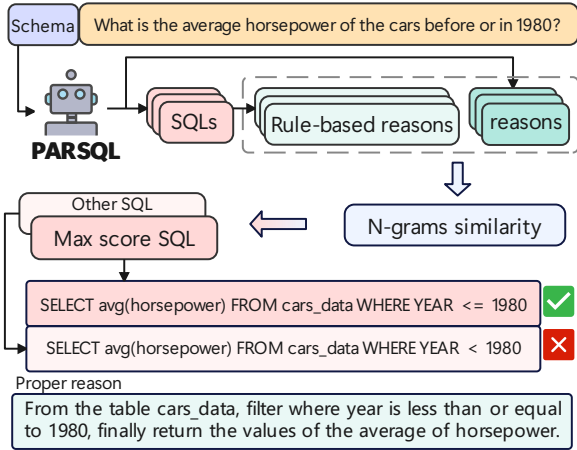 Schema
What is the average horsepower of the cars before or in 1980?
PARSQL
SQLs
Rule-based reasons
reasons
N-grams similarity
Other SQL
Max score SQL
SELECT avg(horsepower) FROM cars_data WHERE YEAR <= 1980
SELECT avg(horsepower) FROM cars_data WHERE YEAR < 1980
Proper reason
From the table cars_data, filter where year is less than or equal
to 1980, finally return the values of the average of horsepower.